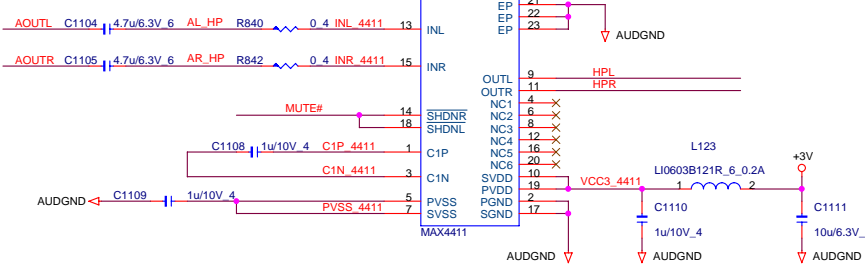 21
EP
22
EP
23
EP
AUDGND
AOUTL C1104 4.7u/6.3V_6 AL_HP R840 0_4 INL_4411 13 INL
AOUTR C1105 4.7u/6.3V_6 AR_HP R842 0_4 INR_4411 15 INR
OUTL 9 HPL
OUTR 11 HPR
MUTE# 14 SHDNR
18 SHDNL
NC1 4
NC2 6
NC3 8
NC4 12
NC5 16
NC6 20
C1108 1u/10V_4 C1P_4411 1 C1P
C1N_4411 3 C1N
SVDD 10
PVDD 19
PGND 2
SGND 17
VCC3_4411
L123
LI0603B121R_6_0.2A
1 2
+3V
AUDGND C1109 1u/10V_4 5 PVSS
PVSS_4411 7 SVSS
MAX4411
C1110
1u/10V_4
C1111
10u/6.3V_
AUDGND AUDGND AUDGND